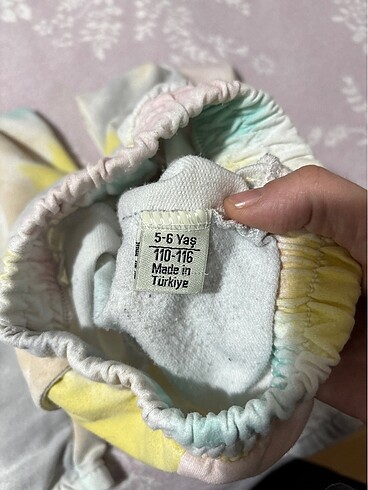 5-6 Yaş
110-116
Made in
Türkiye